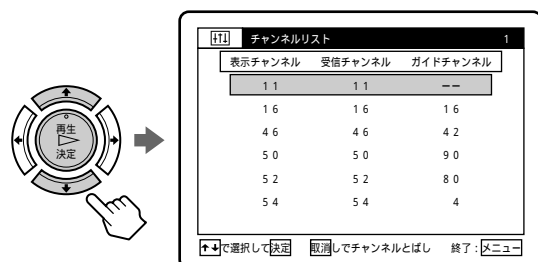 チャンネルリスト 1
表示チャンネル 受信チャンネル ガイドチャンネル
11 11 −−
16 16 16
46 46 42
50 50 90
52 52 80
54 54 4
↑↓で選択して決定 取消しでチャンネルとばし 終了：メニュー
再生
決定